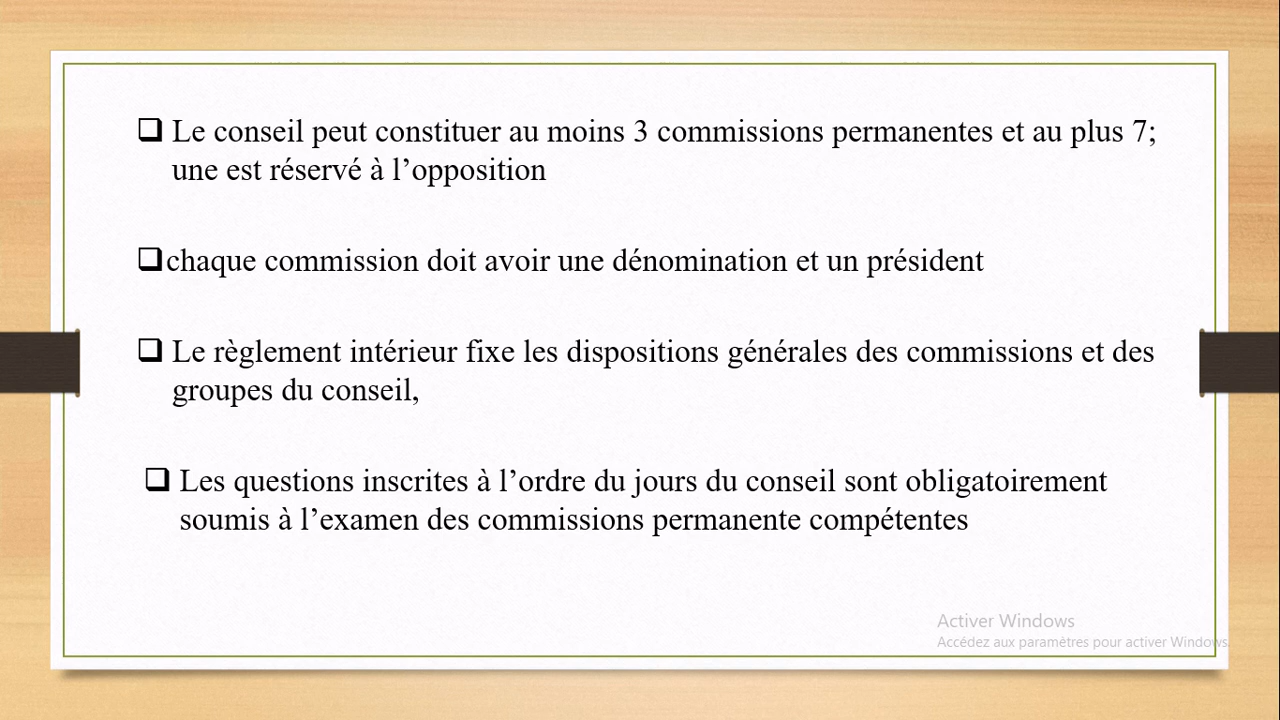 ❑ Le conseil peut constituer au moins 3 commissions permanentes et au plus 7;
une est réservé à l’opposition
❑chaque commission doit avoir une dénomination et un président
❑ Le règlement intérieur fixe les dispositions générales des commissions et des
groupes du conseil,
❑ Les questions inscrites à l’ordre du jours du conseil sont obligatoirement
soumis à l’examen des commissions permanente compétentes
Activer Windows
Accédez aux paramètres pour activer Windows.